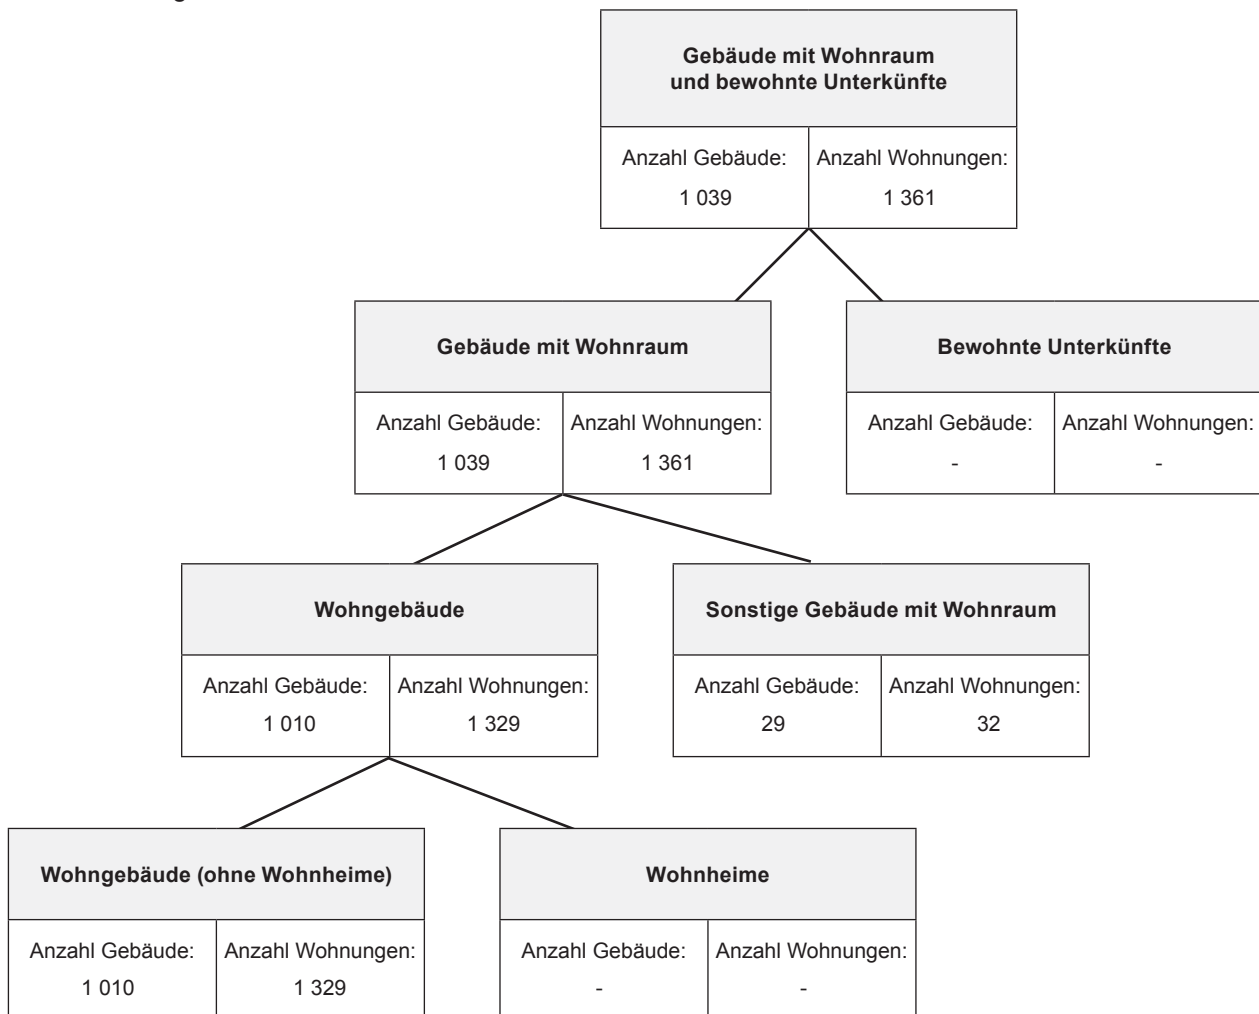 Gebäude mit Wohnraum
und bewohnte Unterkünfte
Anzahl Gebäude: Anzahl Wohnungen:
1 039 1 361
Gebäude mit Wohnraum
Anzahl Gebäude: Anzahl Wohnungen:
1 039 1 361
Bewohnte Unterkünfte
Anzahl Gebäude: Anzahl Wohnungen:
- -
Wohngebäude
Anzahl Gebäude: Anzahl Wohnungen:
1 010 1 329
Sonstige Gebäude mit Wohnraum
Anzahl Gebäude: Anzahl Wohnungen:
29 32
Wohngebäude (ohne Wohnheime)
Anzahl Gebäude: Anzahl Wohnungen:
1 010 1 329
Wohnheime
Anzahl Gebäude: Anzahl Wohnungen:
- -